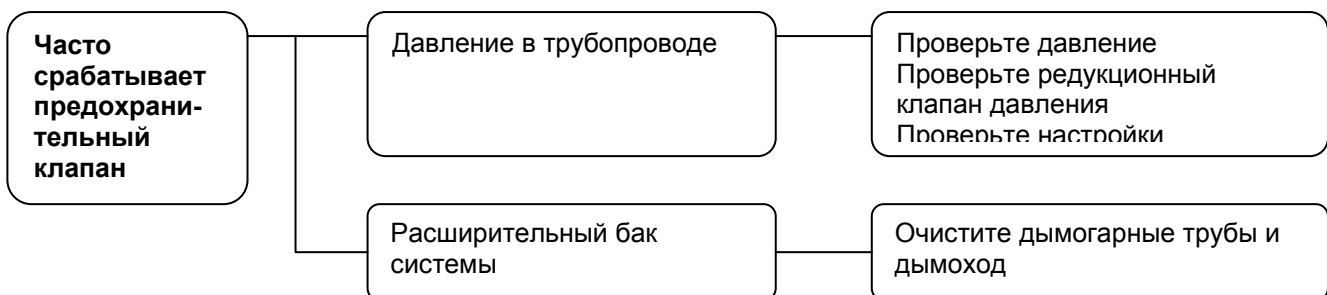 Часто
срабатывает
предохрани-
тельный
клапан
Давление в трубопроводе
Проверьте давление
Проверьте редукционный
клапан давления
Проверьте настройки
Расширительный бак
системы
Очистите дымогарные трубы и
дымоход